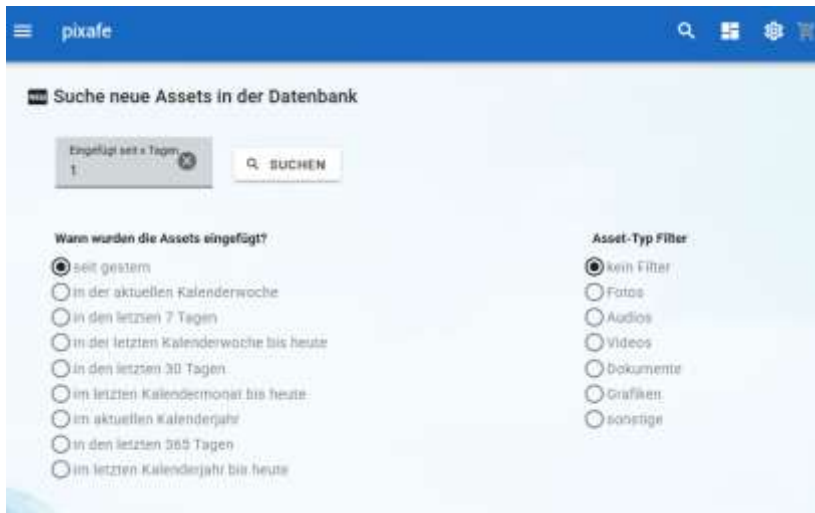 pixafe
Suche neue Assets in der Datenbank
Eingefügt seit x Tagen
1
SUCHEN
Wann wurden die Assets eingefügt?
seit gestern
in der aktuellen Kalenderwoche
in den letzten 7 Tagen
in der letzten Kalenderwoche bis heute
in den letzten 30 Tagen
im letzten Kalendermonat bis heute
im aktuellen Kalenderjahr
in den letzten 365 Tagen
im letzten Kalenderjahr bis heute
Asset-Typ Filter
kein Filter
Fotos
Audios
Videos
Dokumente
Grafiken
sonstige